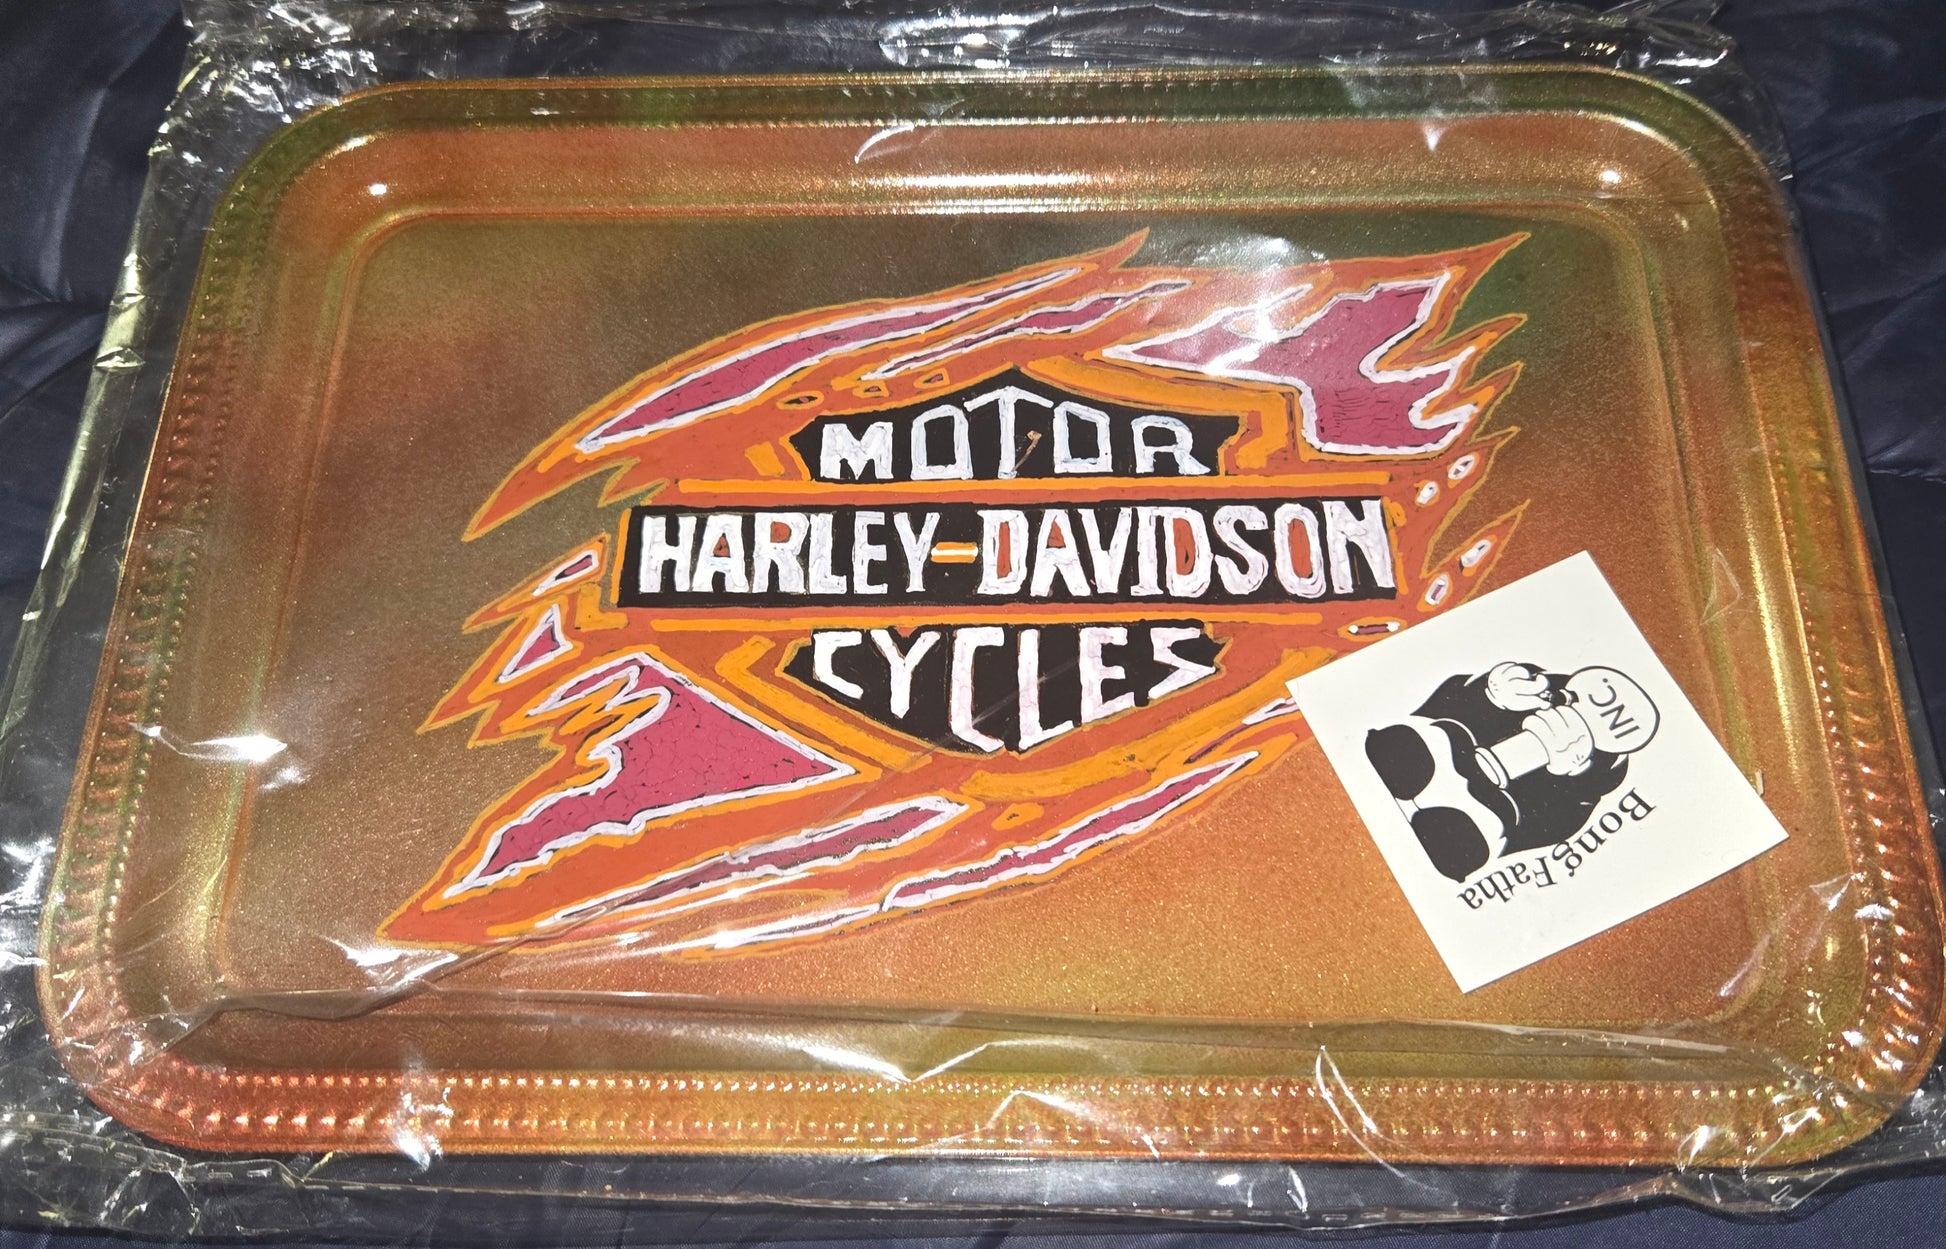 MOTOR
HARLEY-DAVIDSON
CYCLES
INC.
BongFatha